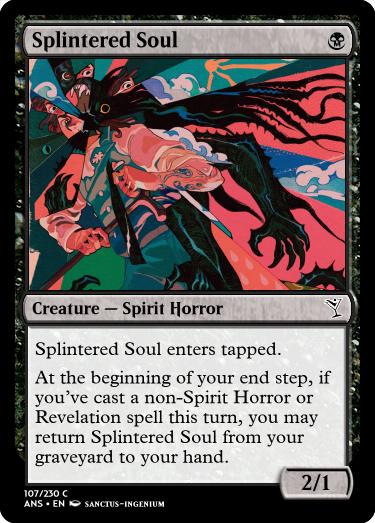 Splintered Soul
Creature — Spirit Horror
Splintered Soul enters tapped.
At the beginning of your end step, if
you've cast a non-Spirit Horror or
Revelation spell this turn, you may
return Splintered Soul from your
graveyard to your hand.
2/1
107/230 C
ANS • EN SANCTUS-INGENIUM